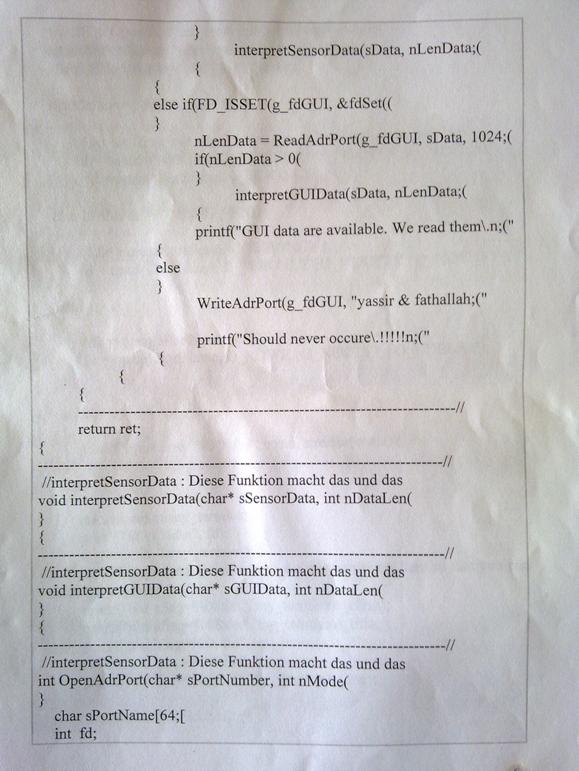 }
interpretSensorData(sData, nLenData;(
{
{
else if(FD_ISSET(g_fdGUI, &fdSet((
}
nLenData = ReadAdrPort(g_fdGUI, sData, 1024;(
if(nLenData > 0(
}
interpretGUIData(sData, nLenData;(
{
printf("GUI data are available. We read them\.n;("
{
else
}
WriteAdrPort(g_fdGUI, "yassir & fathallah;("
printf("Should never occure\.!!!!!n;("
{
{
{
--------------------------------------------------------------------//
return ret;
{
--------------------------------------------------------------------------//
//interpretSensorData : Diese Funktion macht das und das
void interpretSensorData(char* sSensorData, int nDataLen(
}
{
--------------------------------------------------------------------------//
//interpretSensorData : Diese Funktion macht das und das
void interpretGUIData(char* sGUIData, int nDataLen(
}
{
--------------------------------------------------------------------------//
//interpretSensorData : Diese Funktion macht das und das
int OpenAdrPort(char* sPortNumber, int nMode(
}
char sPortName[64;[
int fd;